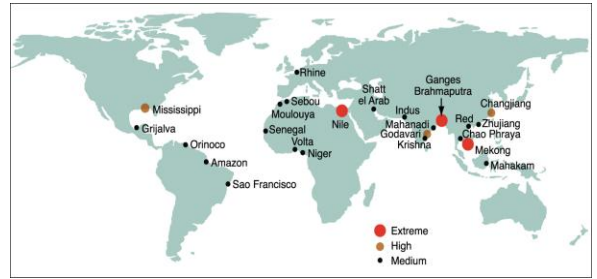 Rhine
Shatt
el Arab
Ganges
Brahmaputra
Changjiang
Mississippi
Sebou
Moulouya
Nile
Indus
Mahanadi
Godavari
Krishna
Red
Zhujiang
Chao Phraya
Mekong
Grijalva
Senegal
Volta
Niger
Orinoco
Amazon
Mahakam
Sao Francisco
Extreme
High
Medium